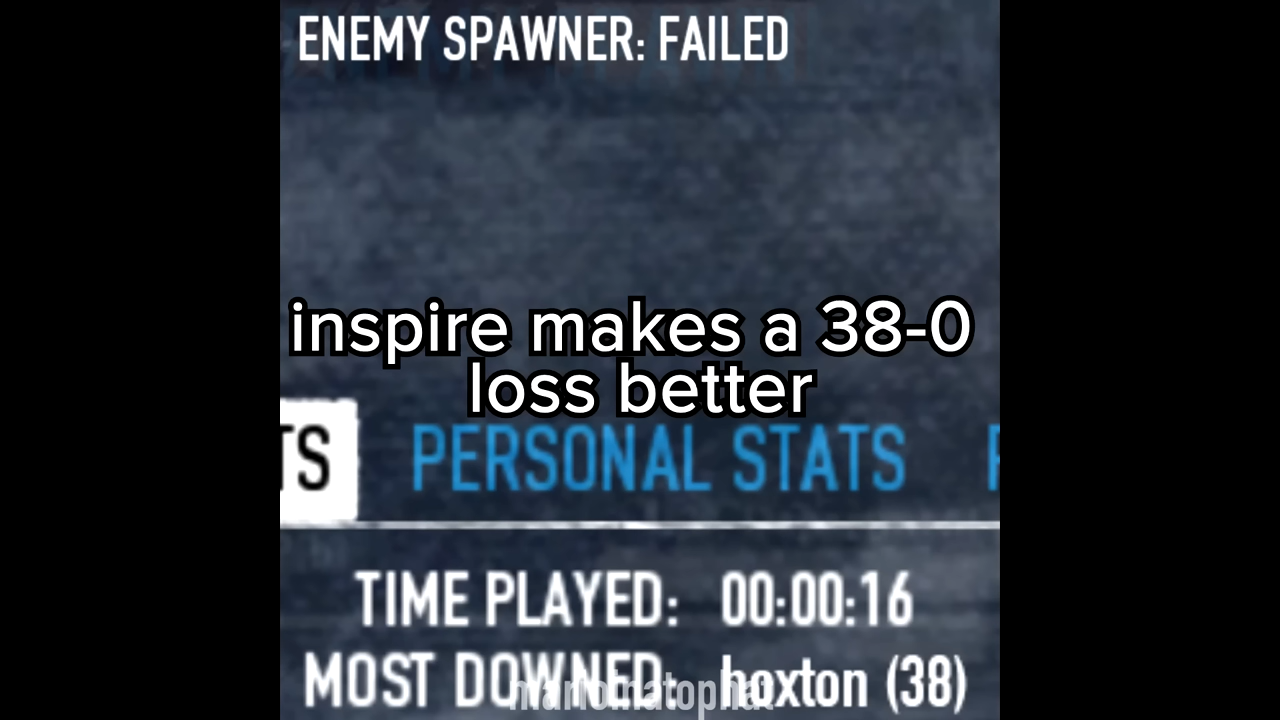 ENEMY SPAWNER: FAILED
inspire makes a 38-0
loss better
TS PERSONAL STATS
TIME PLAYED: 00:00:16
MOST DOWNED: hoxton (38)